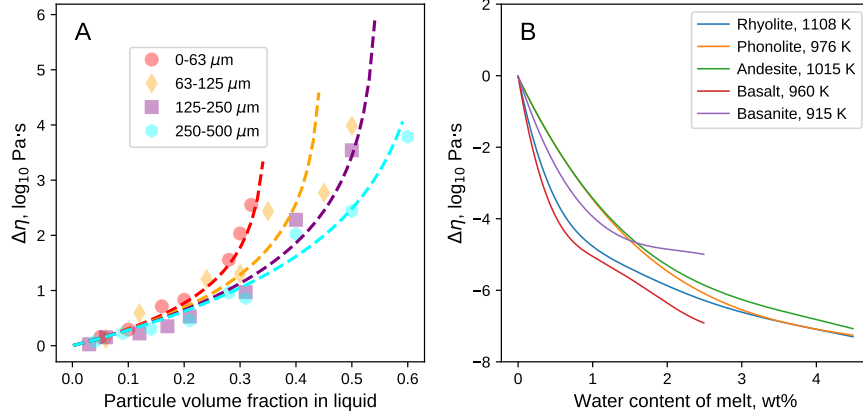 A
0-63 μm
63-125 μm
125-250 μm
250-500 μm
6
5
4
3
2
1
0
Δη, log₁₀ Pa·s
0.0 0.1 0.2 0.3 0.4 0.5 0.6
Particule volume fraction in liquid
B
Rhyolite, 1108 K
Phonolite, 976 K
Andesite, 1015 K
Basalt, 960 K
Basanite, 915 K
2
0
−2
−4
−6
−8
Δη, log₁₀ Pa·s
0 1 2 3 4
Water content of melt, wt%